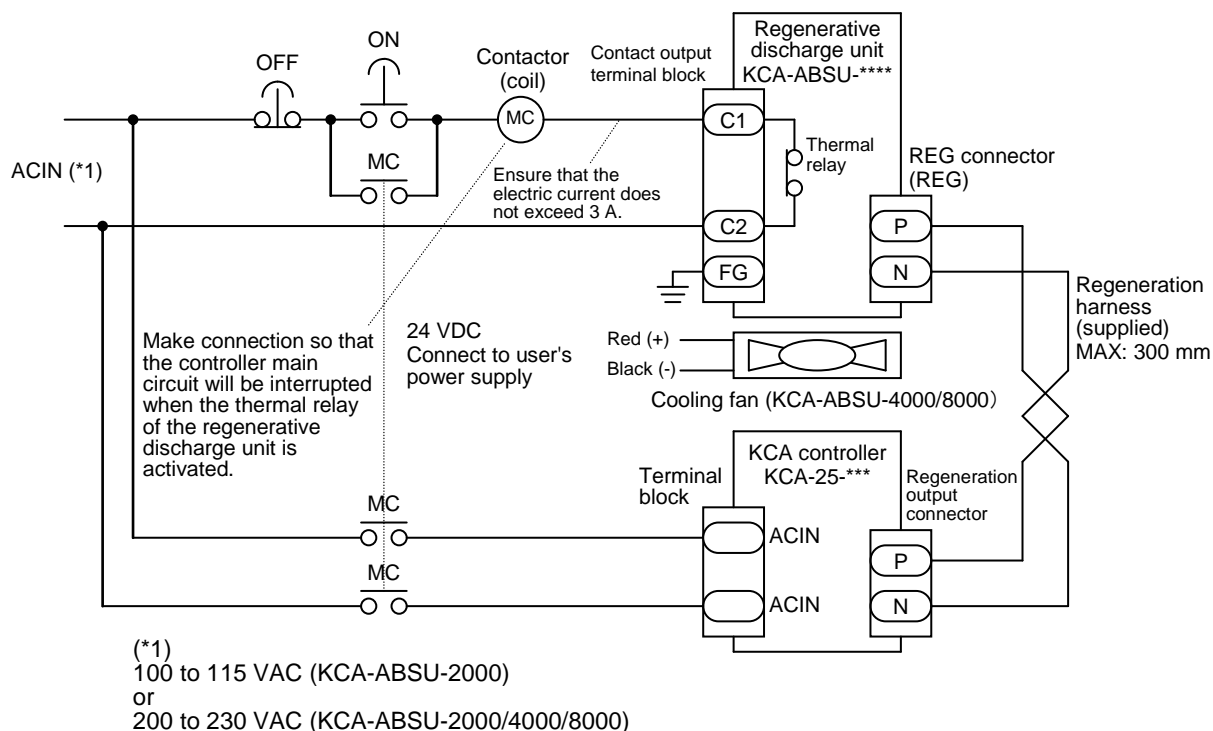 Regenerative
discharge unit
KCA-ABSU-****
ON
OFF
Contactor
(coil)
Contact output
terminal block
MC
C1
Thermal
relay
REG connector
(REG)
ACIN (*1)
MC
Ensure that the
electric current does
not exceed 3 A.
C2
P
FG
N
Regeneration
harness
(supplied)
MAX: 300 mm
Make connection so that
the controller main
circuit will be interrupted
when the thermal relay
of the regenerative
discharge unit is
activated.
24 VDC
Connect to user's
power supply
Red (+)
Black (-)
Cooling fan (KCA-ABSU-4000/8000)
KCA controller
KCA-25-***
Terminal
block
Regeneration
output
connector
MC
ACIN
P
MC
ACIN
N
(*1)
100 to 115 VAC (KCA-ABSU-2000)
or
200 to 230 VAC (KCA-ABSU-2000/4000/8000)